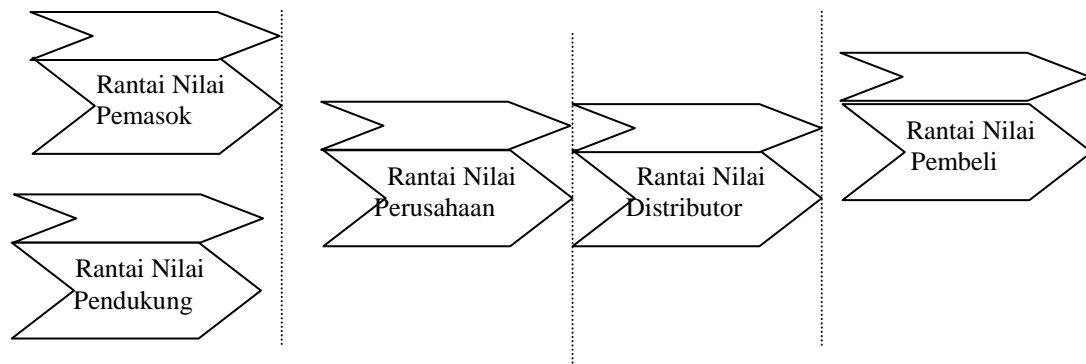 Rantai Nilai
Pemasok
Rantai Nilai
Pendukung
Rantai Nilai
Perusahaan
Rantai Nilai
Distributor
Rantai Nilai
Pembeli